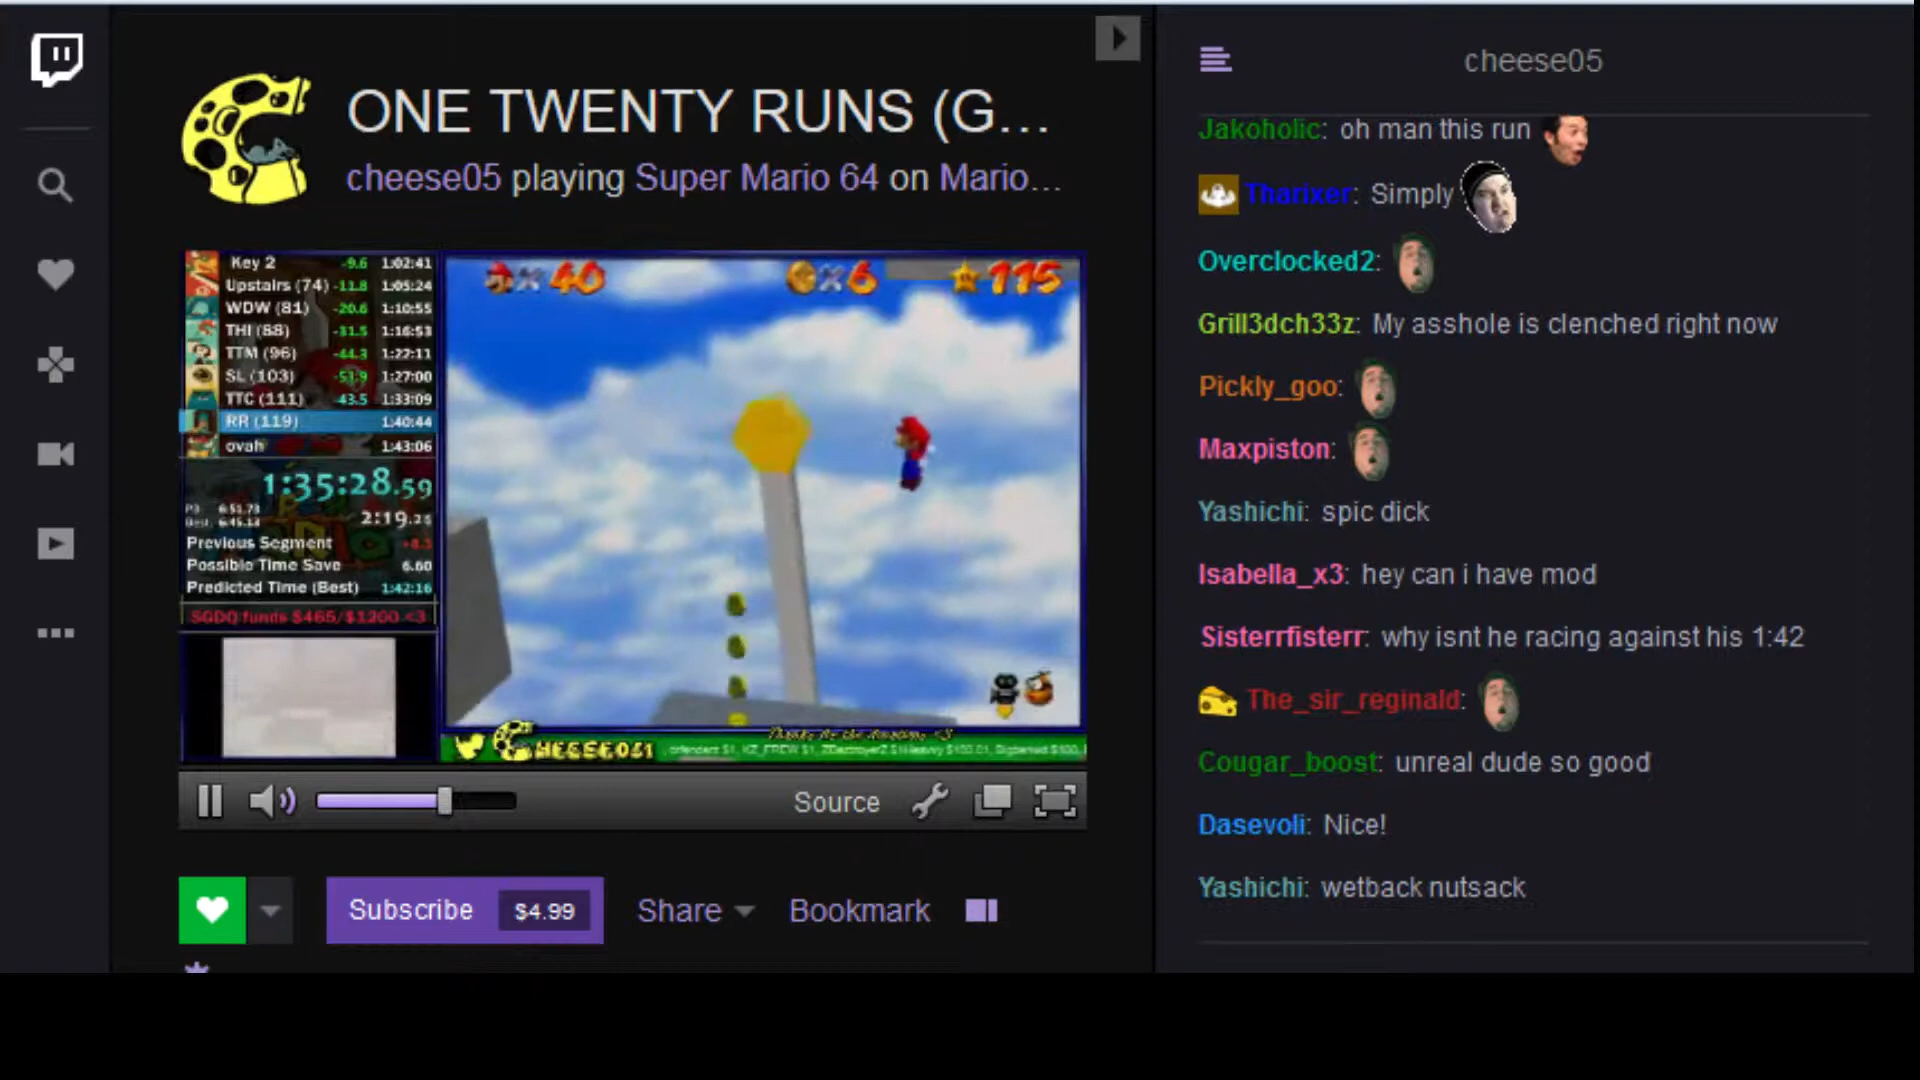 ONE TWENTY RUNS (G...
cheese05 playing Super Mario 64 on Mario...
Key 2 -9.6 1:02:41
Upstairs (74) -11.8 1:05:24
WDW (81) -20.6 1:10:55
THI (88) -31.5 1:16:53
TTM (96) -44.3 1:22:11
SL (103) -51.9 1:27:00
TTC (111) -43.5 1:33:09
RR (119) 1:40:44
ovah 1:43:06
1:35:28.59
2:19
Previous Segment
Possible Time Save 6.60
Predicted Time (Best) 1:42:16
SGDQ funds $465/$1200 <3
× 40
× 6
115
CHEESE051
Source
Subscribe $4.99
Share
Bookmark
cheese05
Jakoholic: oh man this run
Tharixer: Simply
Overclocked2:
Grill3dch33z: My asshole is clenched right now
Pickly_goo:
Maxpiston:
Yashichi: spic dick
Isabella_x3: hey can i have mod
Sisterrfisterr: why isnt he racing against his 1:42
The_sir_reginald:
Cougar_boost: unreal dude so good
Dasevoli: Nice!
Yashichi: wetback nutsack